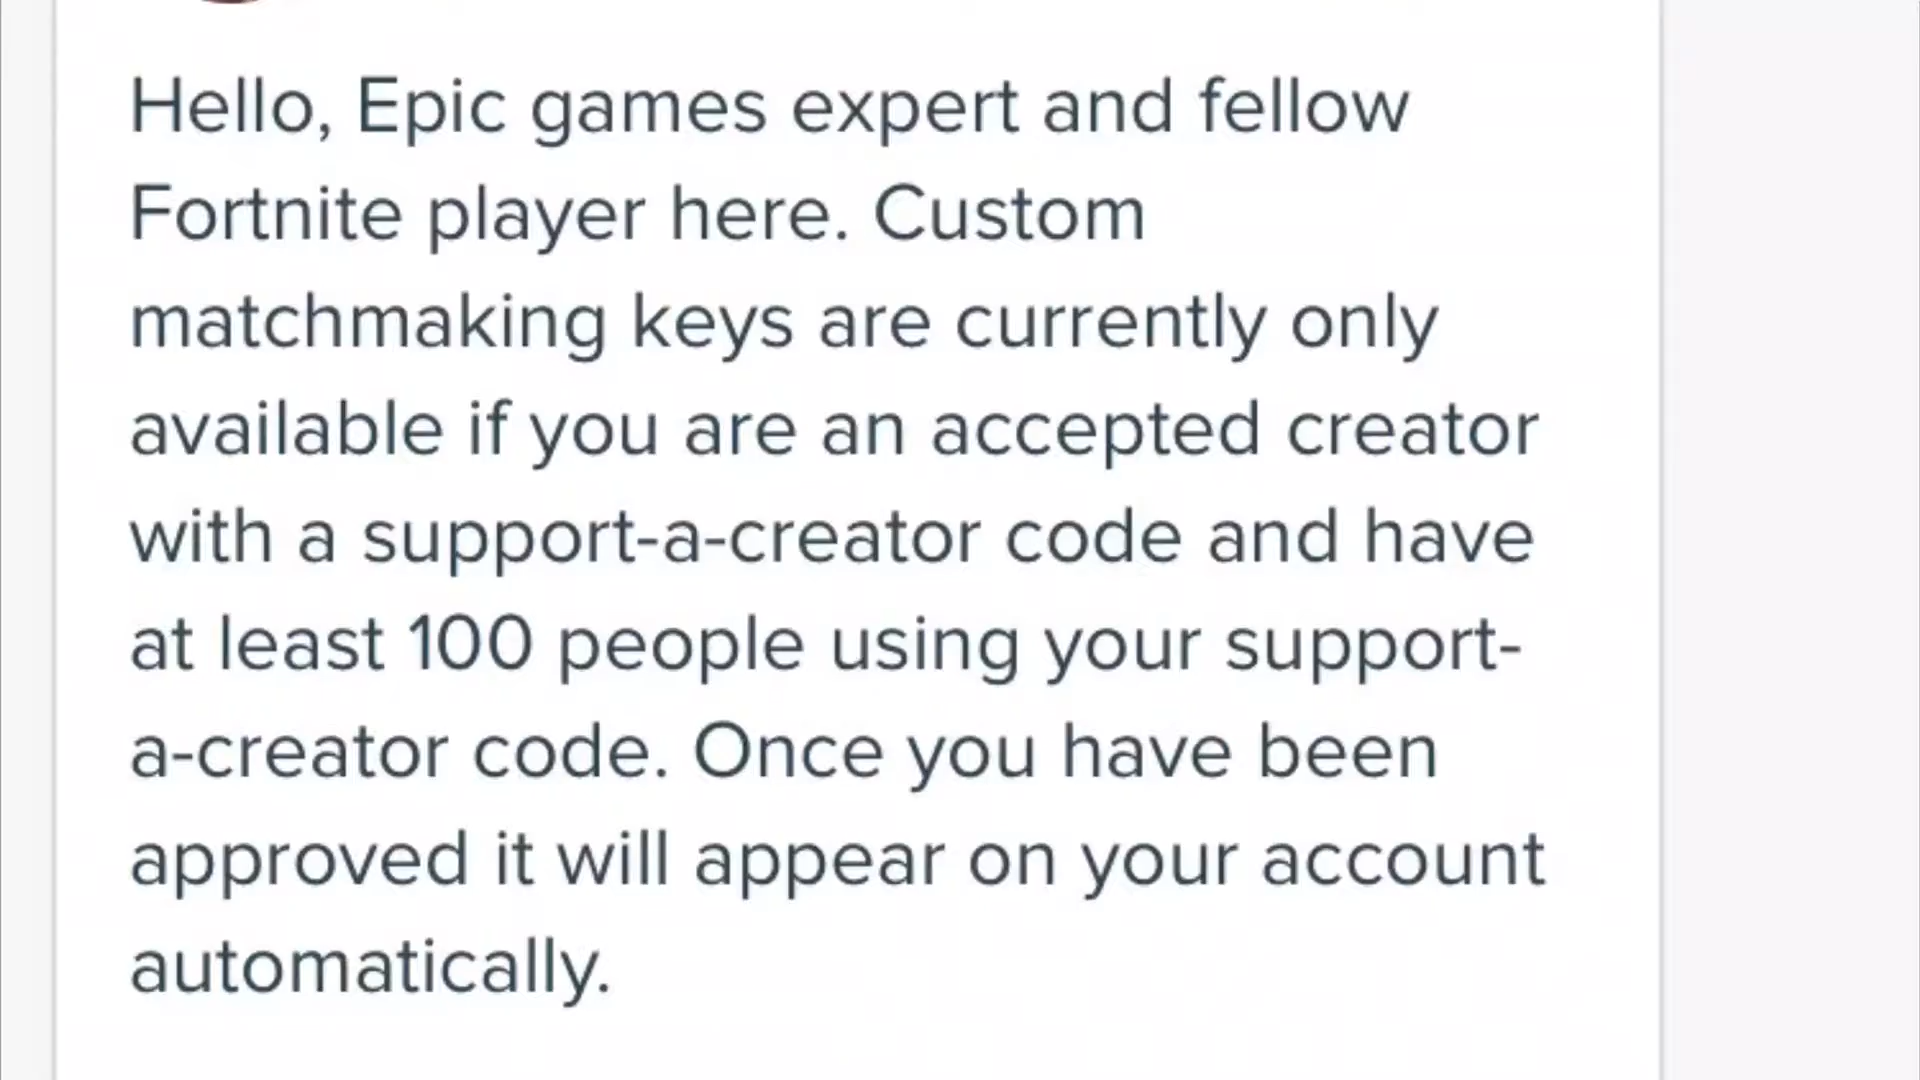 Hello, Epic games expert and fellow
Fortnite player here. Custom
matchmaking keys are currently only
available if you are an accepted creator
with a support-a-creator code and have
at least 100 people using your support-
a-creator code. Once you have been
approved it will appear on your account
automatically.